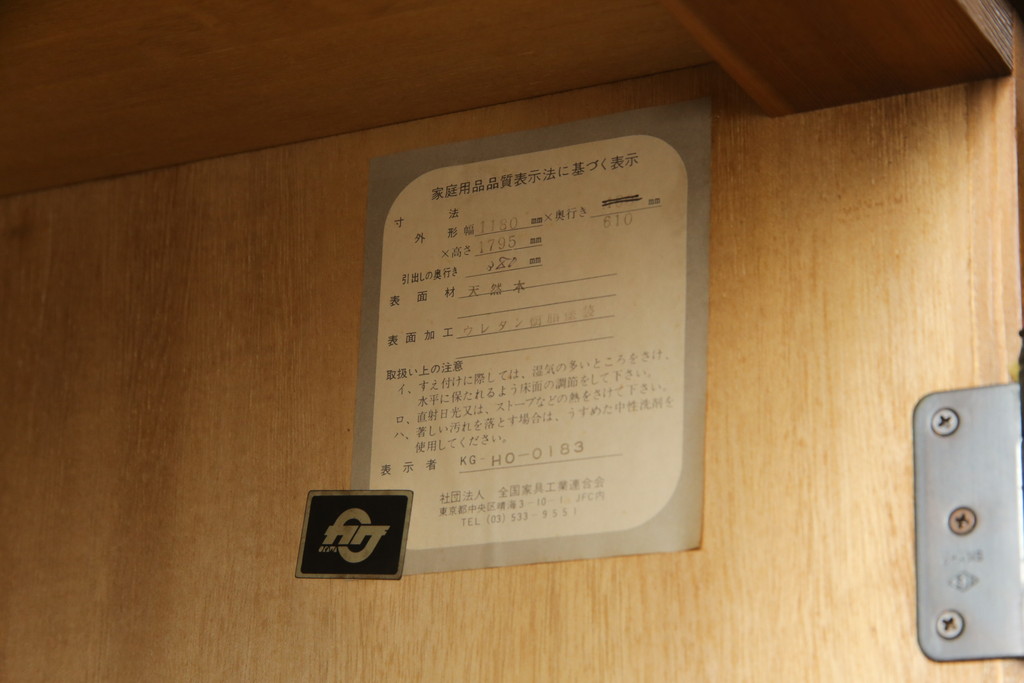 家庭用品品質表示法に基づく表示
寸法
外形 幅 1180 mm × 奥行き 610 mm
× 高さ 1795 mm
引出しの奥行き mm
表面材 天然木
表面加工 ウレタン樹脂塗装
取扱い上の注意
イ、すえ付けに際しては、湿気の多いところをさけ、
水平に保たれるよう床面の調節をして下さい。
ロ、直射日光又は、ストーブなどの熱をさけて下さい。
ハ、著しい汚れを落とす場合は、うすめた中性洗剤を
使用してください。
表示者 KG-HO-0183
社団法人 全国家具工業連合会
東京都中央区晴海3-10-1、JFC内
TEL (03) 533-9551